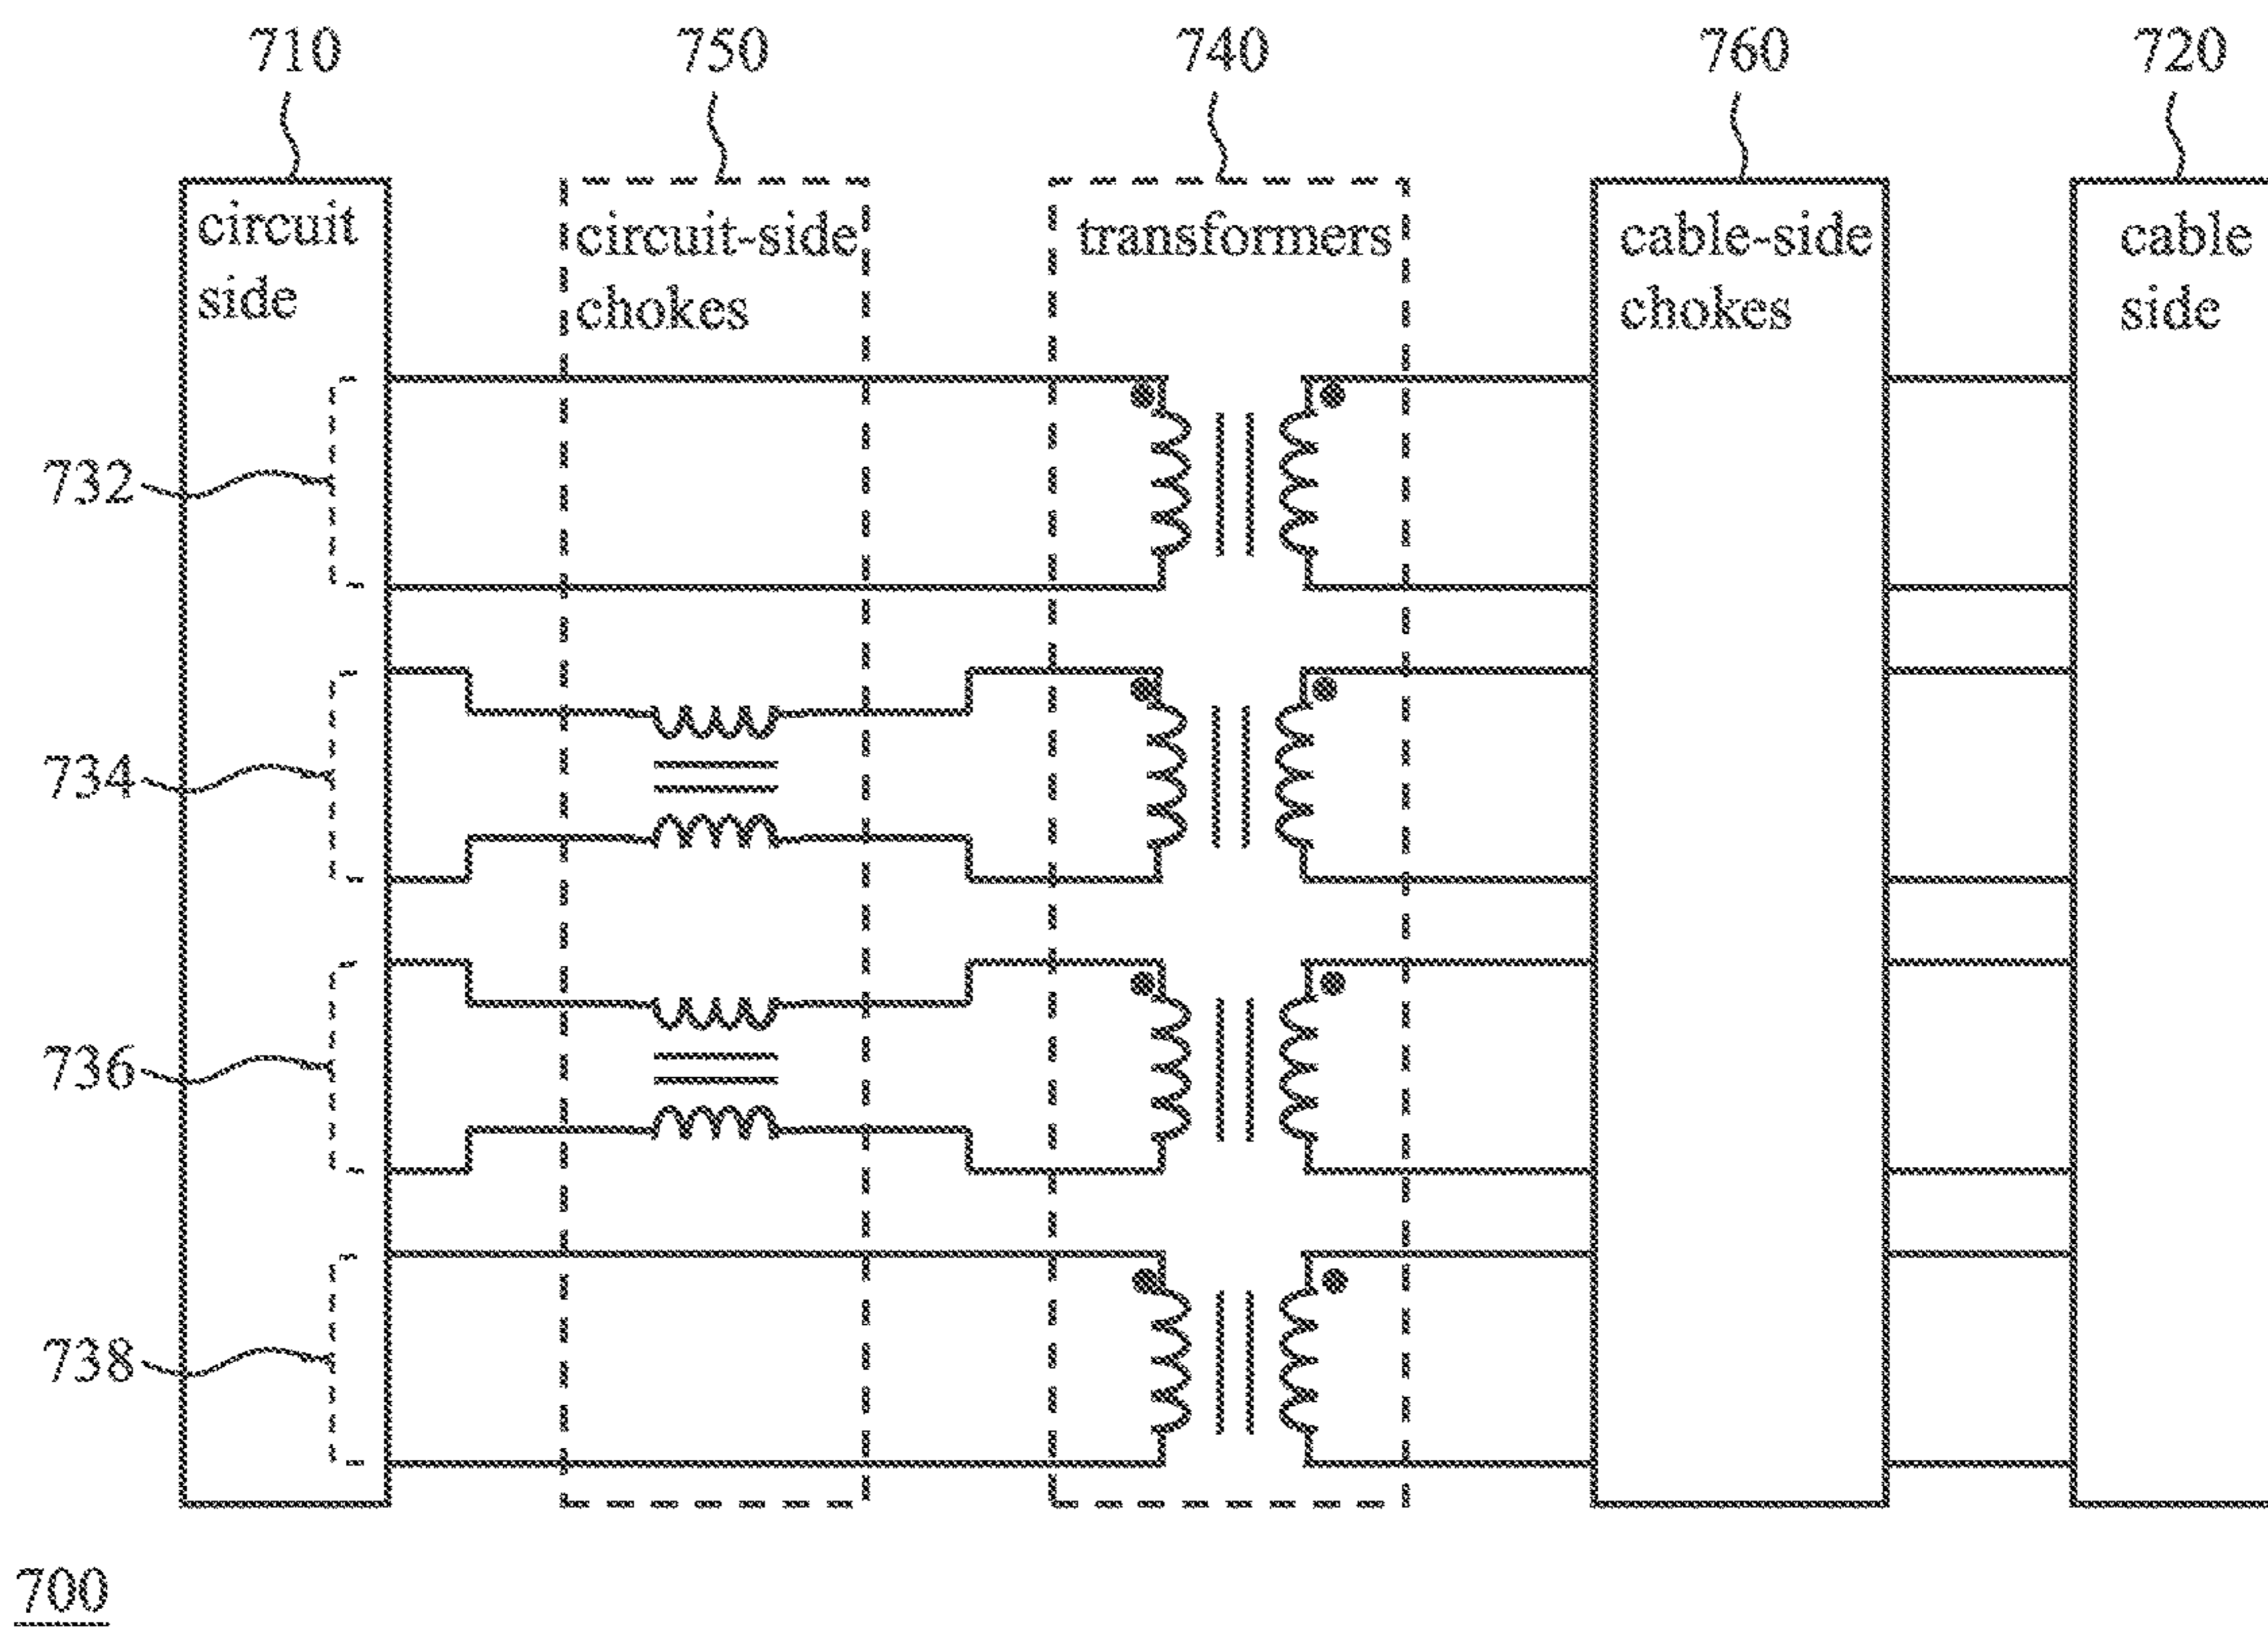 710 750 740 760 720
circuit side
circuit-side chokes
transformers
cable-side chokes
cable side
732
734
736
738
700